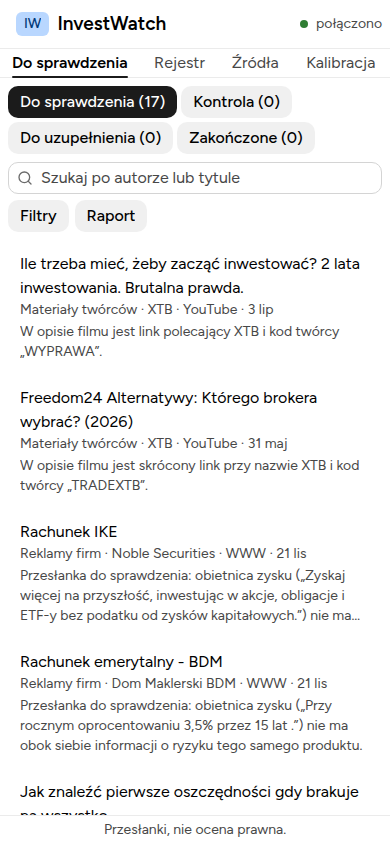 IW InvestWatch połączono
Do sprawdzenia Rejestr Źródła Kalibracja
Do sprawdzenia (17) Kontrola (0)
Do uzupełnienia (0) Zakończone (0)
Szukaj po autorze lub tytule
Filtry Raport
Ile trzeba mieć, żeby zacząć inwestować? 2 lata
inwestowania. Brutalna prawda.
Materiały twórców · XTB · YouTube · 3 lip
W opisie filmu jest link polecający XTB i kod twórcy
„WYPRAWA”.
Freedom24 Alternatywy: Którego brokera
wybrać? (2026)
Materiały twórców · XTB · YouTube · 31 maj
W opisie filmu jest skrócony link przy nazwie XTB i kod
twórcy „TRADEXTB”.
Rachunek IKE
Reklamy firm · Noble Securities · WWW · 21 lis
Przesłanka do sprawdzenia: obietnica zysku („Zyskaj
więcej na przyszłość, inwestując w akcje, obligacje i
ETF-y bez podatku od zysków kapitałowych.”) nie ma...
Rachunek emerytalny - BDM
Reklamy firm · Dom Maklerski BDM · WWW · 21 lis
Przesłanka do sprawdzenia: obietnica zysku („Przy
rocznym oprocentowaniu 3,5% przez 15 lat .”) nie ma
obok siebie informacji o ryzyku tego samego produktu.
Jak znaleźć pierwsze oszczędności gdy brakuje
na wszystko
Przesłanki, nie ocena prawna.